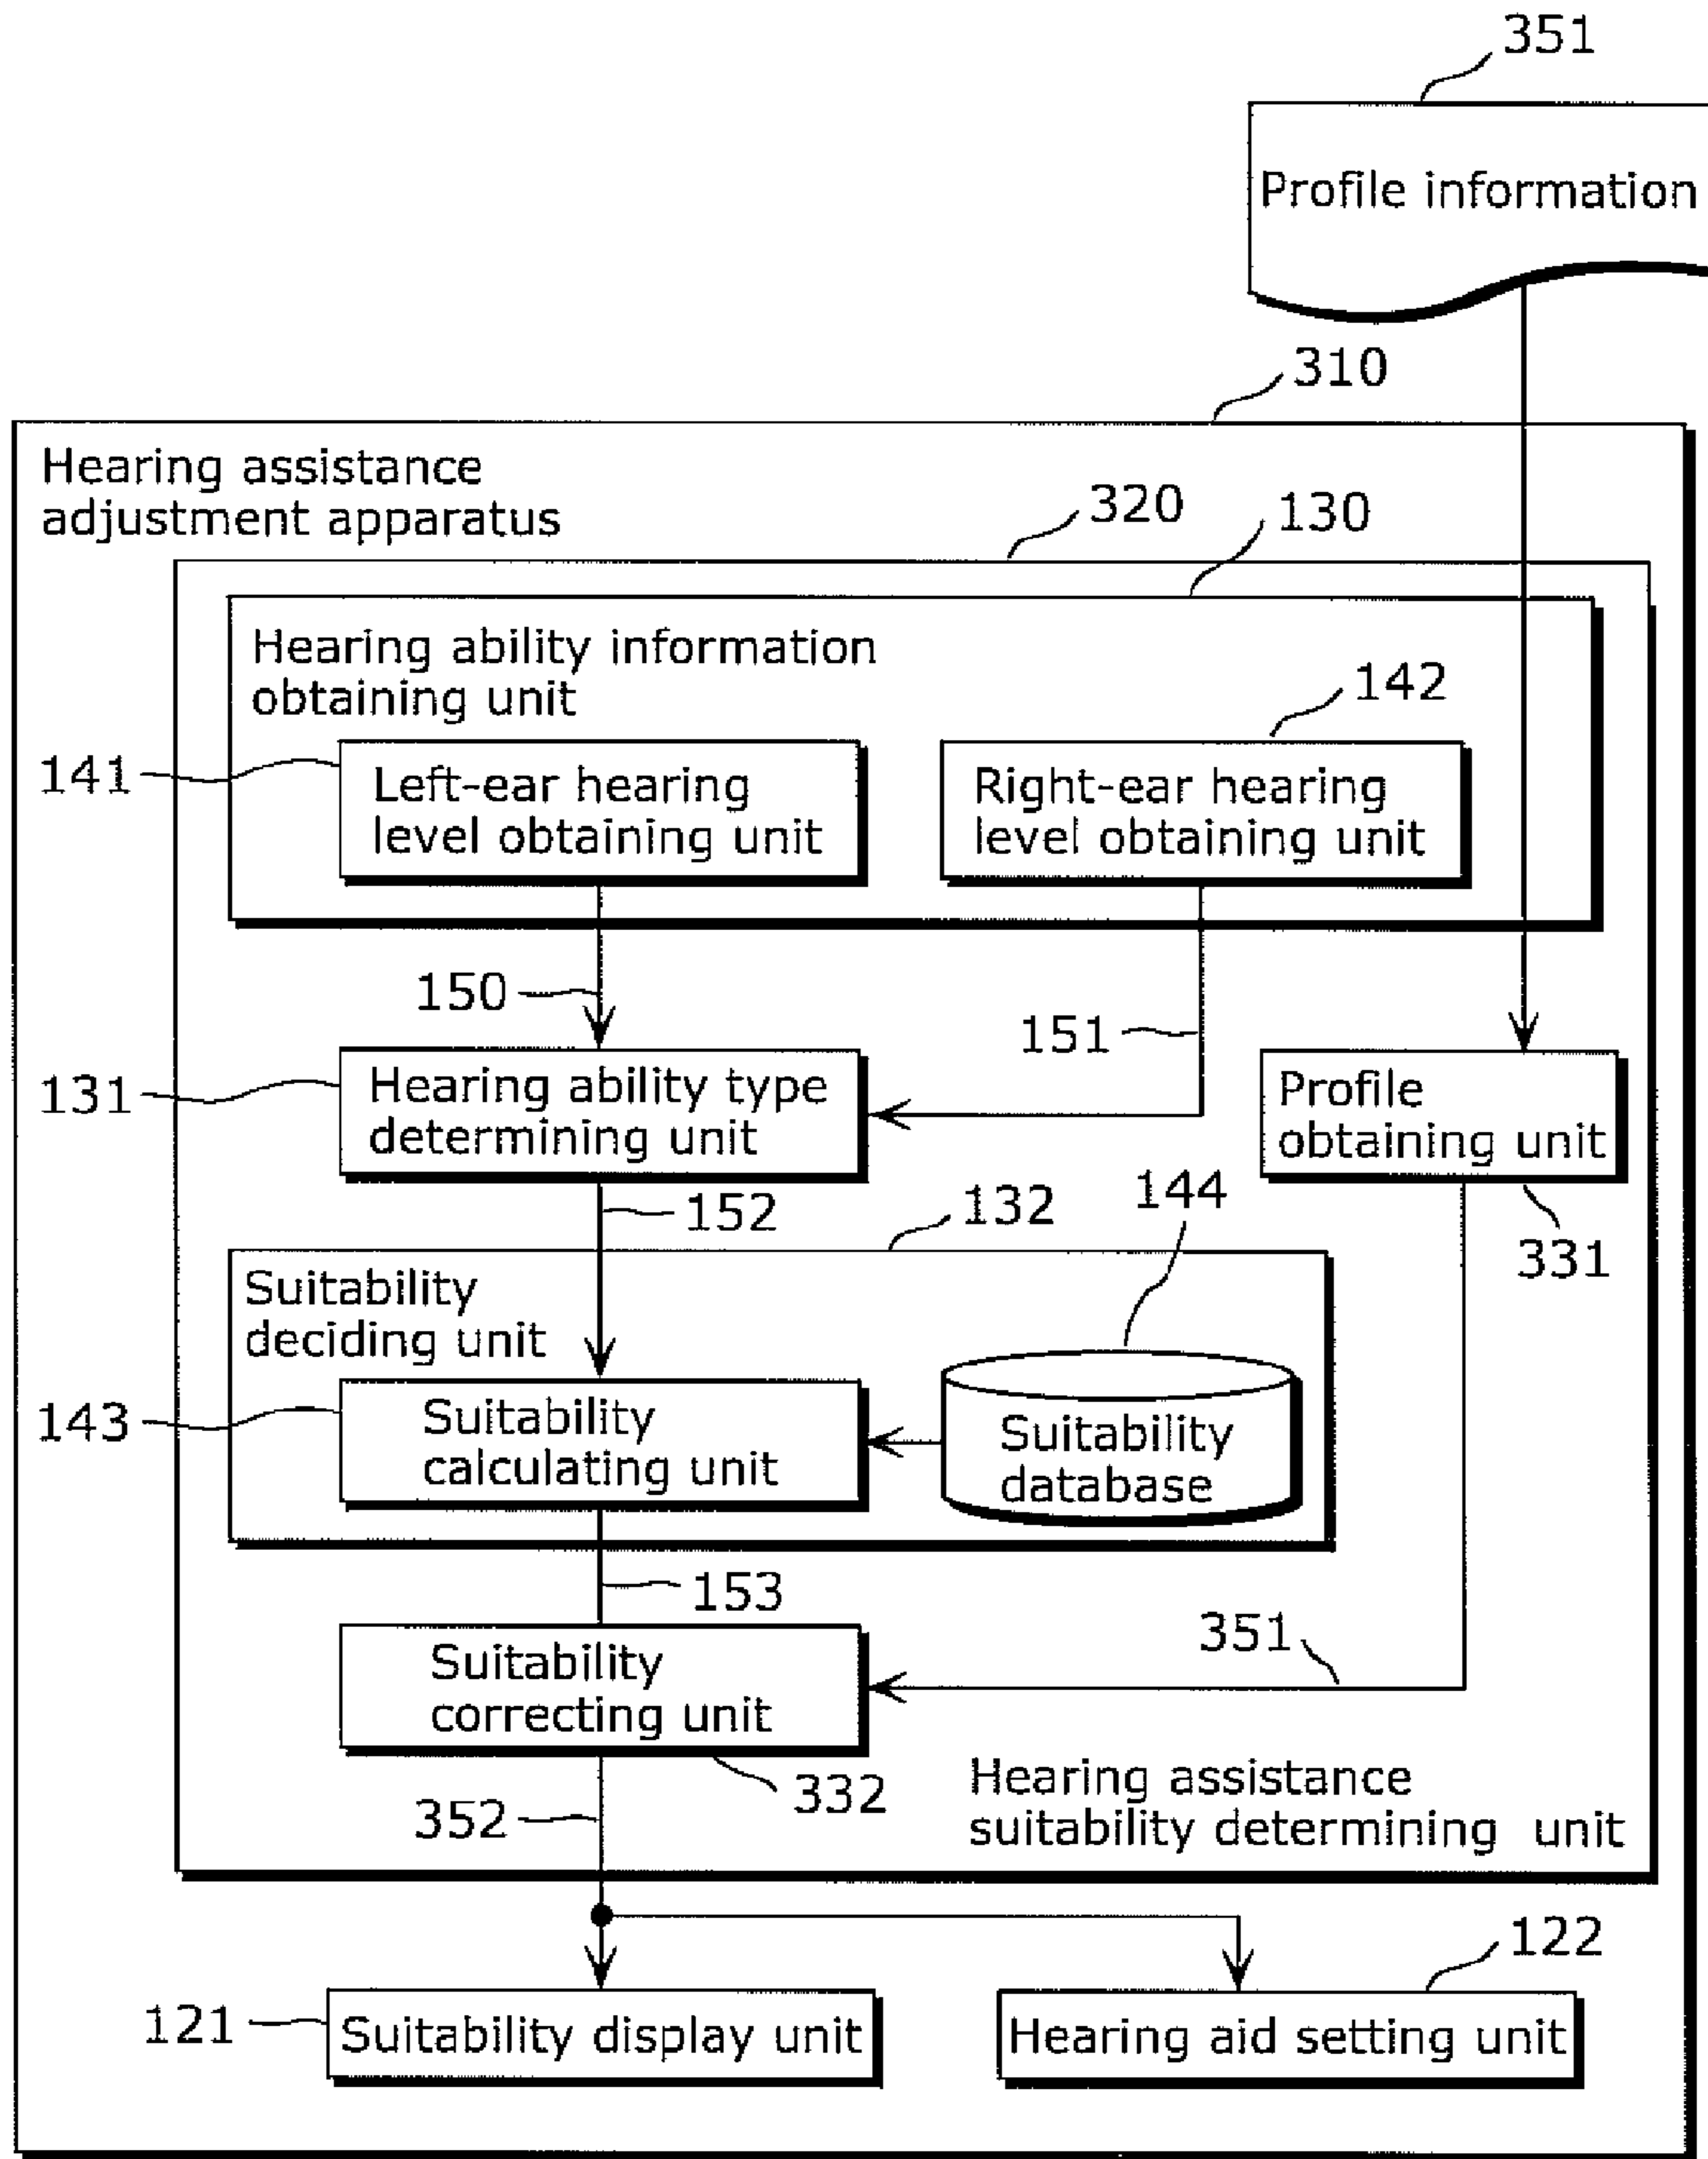 351
Profile information
310
Hearing assistance
adjustment apparatus
320
130
Hearing ability information
obtaining unit
142
141
Left-ear hearing
level obtaining unit
Right-ear hearing
level obtaining unit
150
151
131
Hearing ability type
determining unit
Profile
obtaining unit
152
132
144
331
Suitability
deciding unit
143
Suitability
calculating unit
Suitability
database
153
351
Suitability
correcting unit
332
352
Hearing assistance
suitability determining unit
122
121
Suitability display unit
Hearing aid setting unit